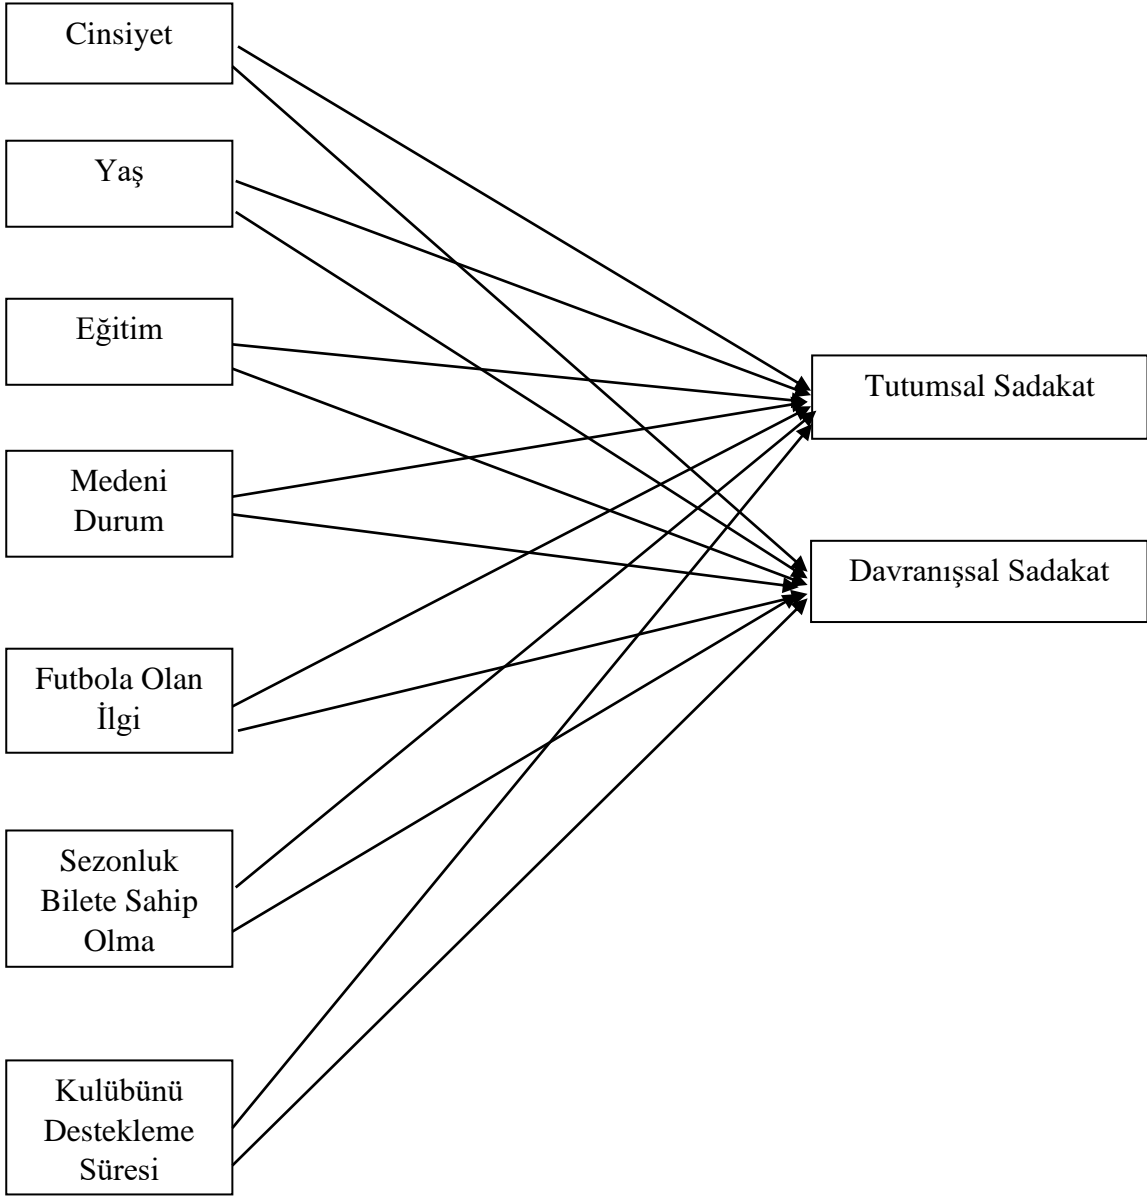 Cinsiyet
Yaş
Eğitim
Medeni
Durum
Futbola Olan
İlgi
Sezonluk
Bilete Sahip
Olma
Kulübünü
Destekleme
Süresi
Tutumsal Sadakat
Davranışsal Sadakat